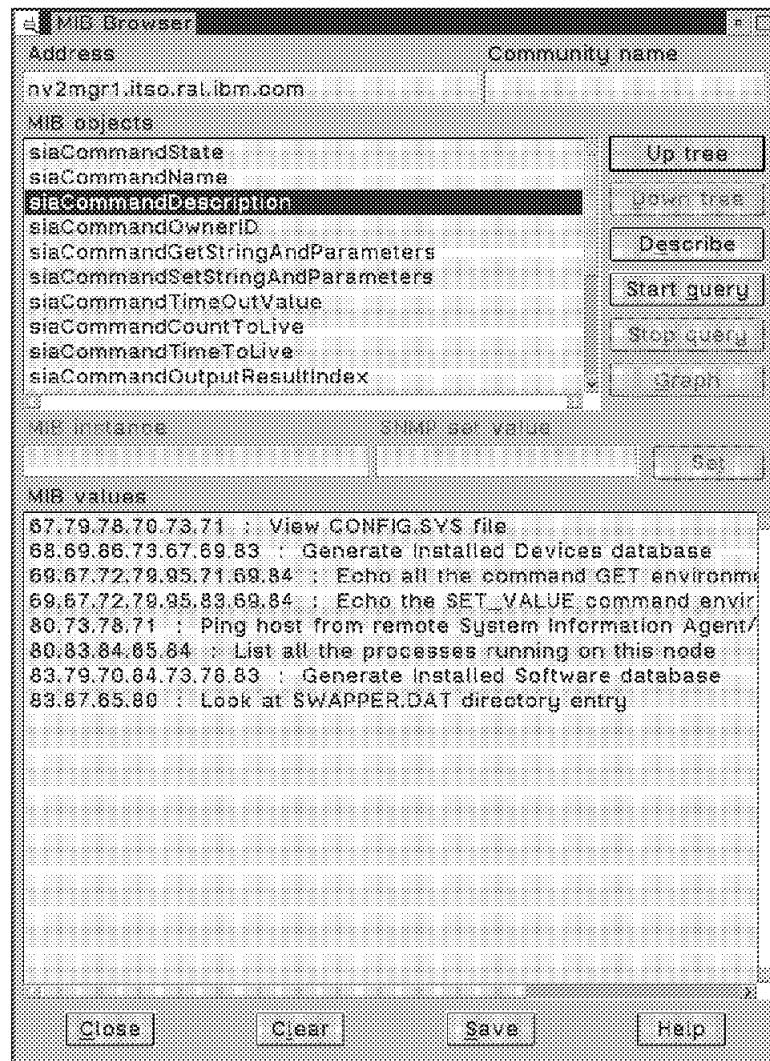 MIB Browser
Address Community name
nv2mgr1.itso.ral.ibm.com
MIB objects
siaCommandState
siaCommandName
siaCommandDescription
siaCommandOwnerID
siaCommandGetStringAndParameters
siaCommandSetStringAndParameters
siaCommandTimeOutValue
siaCommandCountToLive
siaCommandTimeToLive
siaCommandOutputResultIndex
Up tree
Down tree
Describe
Start query
Stop query
Graph
MIB instance SNMP set value
Set
MIB values
67.79.78.70.73.71 : View CONFIG.SYS file
68.69.86.73.67.69.83 : Generate Installed Devices database
69.67.72.79.95.71.69.84 : Echo all the command GET environme
69.67.72.79.95.83.69.84 : Echo the SET_VALUE command envir
80.73.78.71 : Ping host from remote System Information Agent/
80.83.84.65.84 : List all the processes running on this node
83.79.70.84.73.78.83 : Generate Installed Software database
83.87.65.80 : Look at SWAPPER.DAT directory entry
Close Clear Save Help